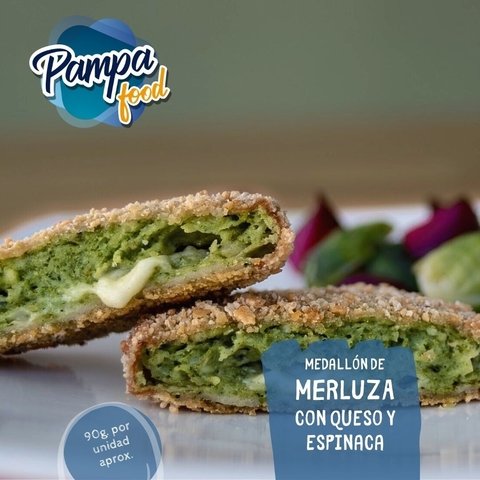 Pampa
food
MEDALLÓN DE
MERLUZA
CON QUESO Y
ESPINACA
90g. por
unidad
aprox.